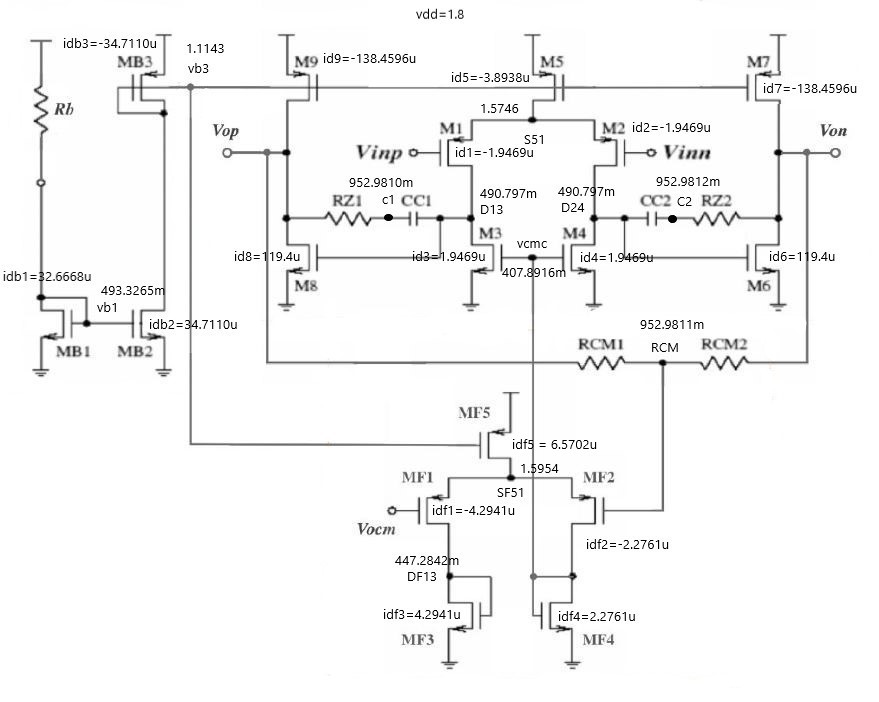 vdd=1.8
idb3=-34.7110u
1.1143
MB3
vb3
M9
id9=-138.4596u
M5
id5=-3.8938u
M7
id7=-138.4596u
Rb
1.5746
Vop
M1
S51
M2
id2=-1.9469u
Von
Vinp
id1=-1.9469u
Vinn
952.9810m
RZ1
c1
CC1
490.797m
D13
490.797m
D24
952.9812m
CC2
C2
RZ2
M3
vcmc
M4
id8=119.4u
id3=1.9469u
407.8916m
id4=1.9469u
id6=119.4u
M8
M6
idb1=32.6668u
493.3265m
vb1
idb2=34.7110u
MB1
MB2
952.9811m
RCM1
RCM
RCM2
MF5
idf5 = 6.5702u
1.5954
MF1
SF51
MF2
idf1=-4.2941u
Vocm
idf2=-2.2761u
447.2842m
DF13
idf3=4.2941u
idf4=2.2761u
MF3
MF4